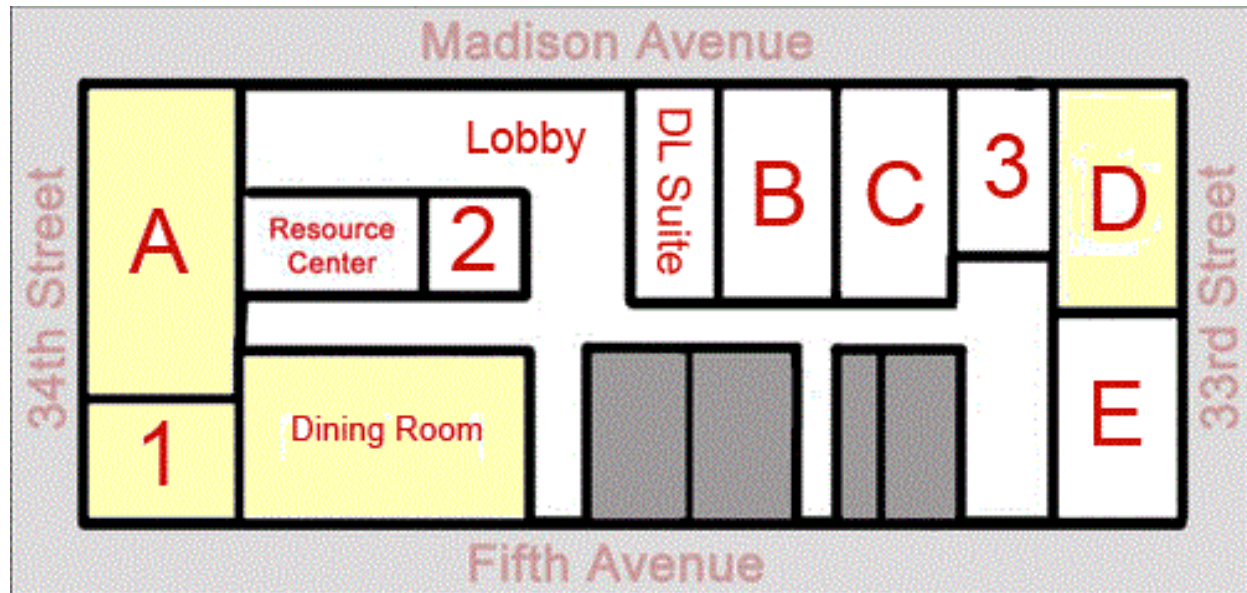 Madison Avenue
34th Street
A
Lobby
Resource
Center
2
DL Suite
B
C
3
D
33rd Street
1
Dining Room
E
Fifth Avenue